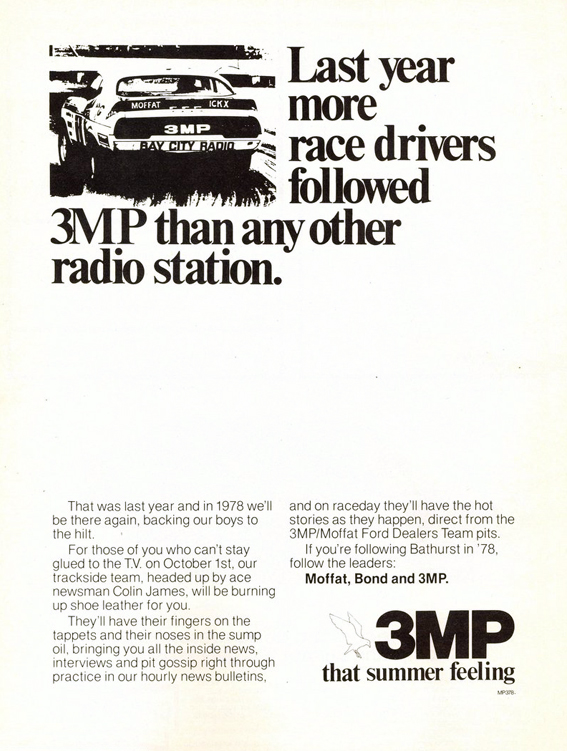 Last year
more
race drivers
followed
3MP than any other
radio station.
MOFFAT ICKX
3MP
BAY CITY RADIO
That was last year and in 1978 we'll
be there again, backing our boys to
the hilt.
For those of you who can't stay
glued to the T.V. on October 1st, our
trackside team, headed up by ace
newsman Colin James, will be burning
up shoe leather for you.
They'll have their fingers on the
tappets and their noses in the sump
oil, bringing you all the inside news,
interviews and pit gossip right through
practice in our hourly news bulletins,
and on raceday they'll have the hot
stories as they happen, direct from the
3MP/Moffat Ford Dealers Team pits.
If you're following Bathurst in '78,
follow the leaders:
Moffat, Bond and 3MP.
3MP
that summer feeling
MP378.